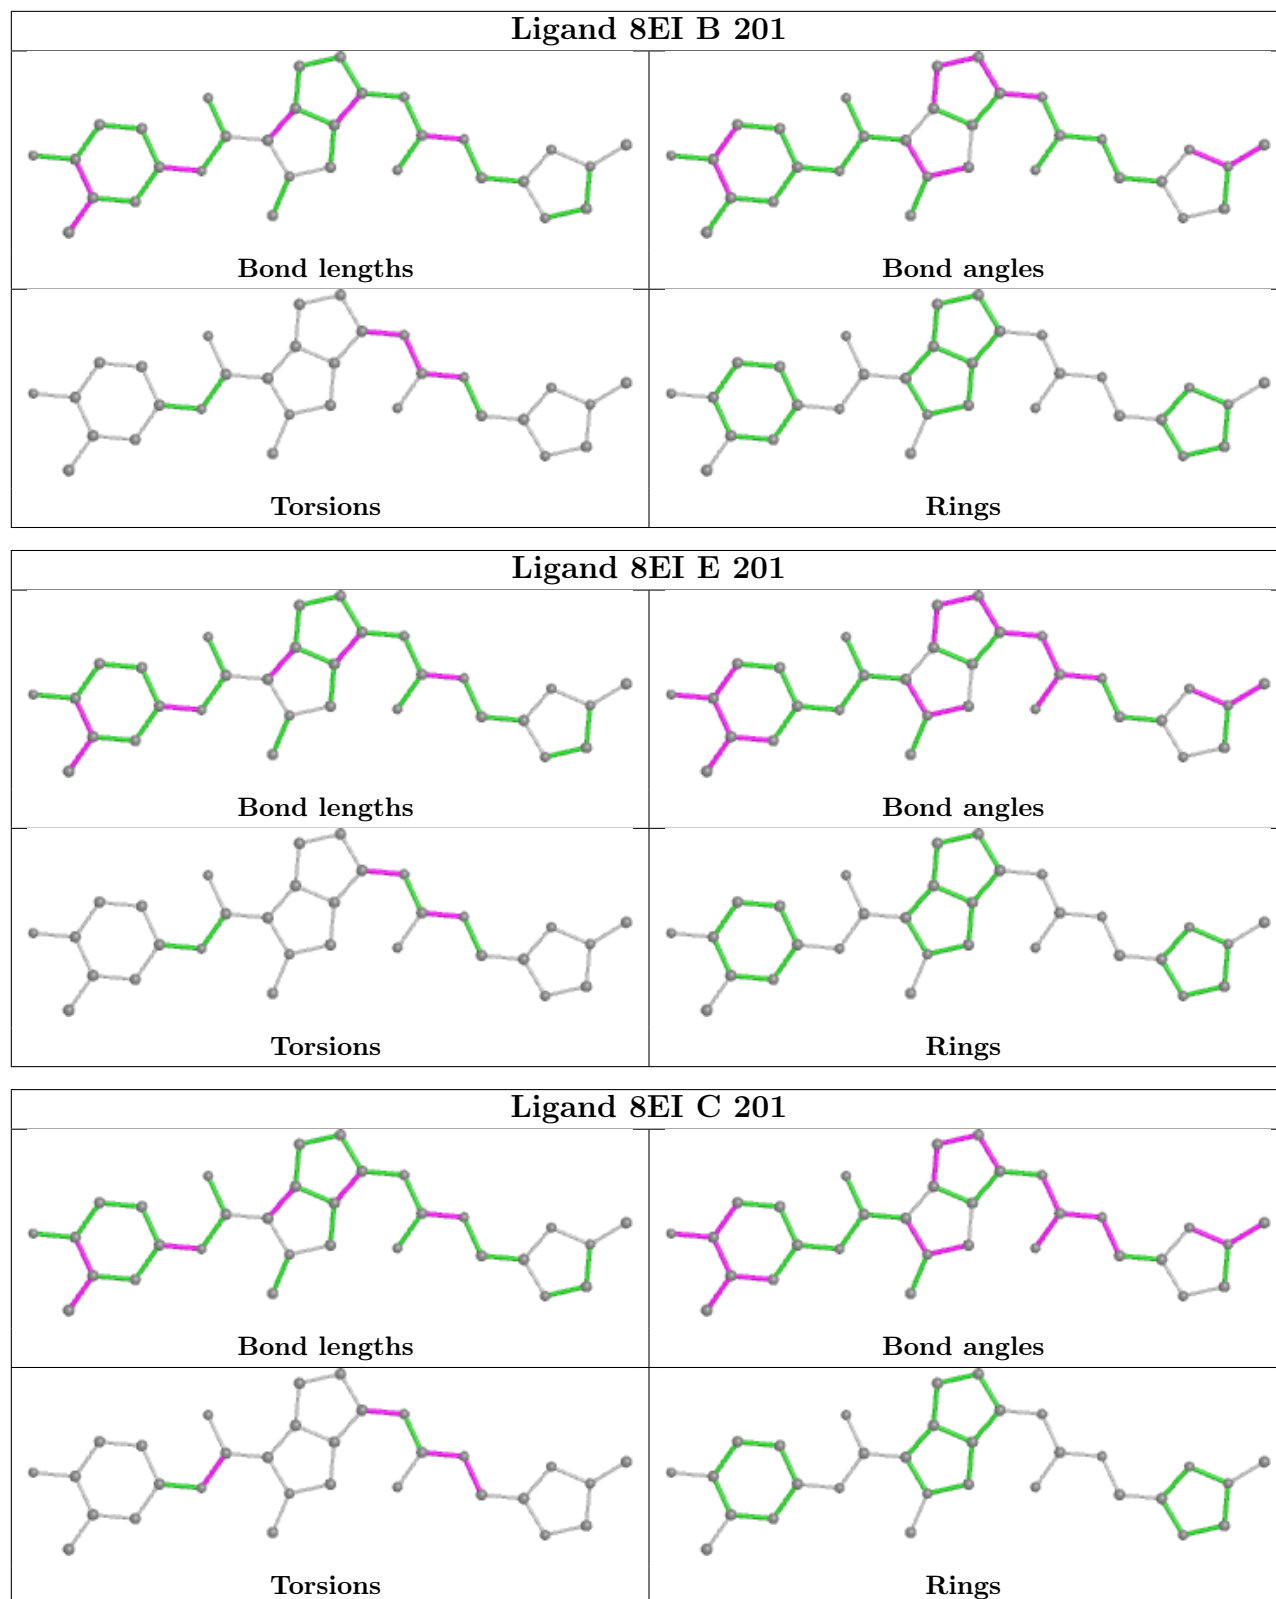 Ligand 8EI B 201
Bond lengths
Bond angles
Torsions
Rings
Ligand 8EI E 201
Bond lengths
Bond angles
Torsions
Rings
Ligand 8EI C 201
Bond lengths
Bond angles
Torsions
Rings